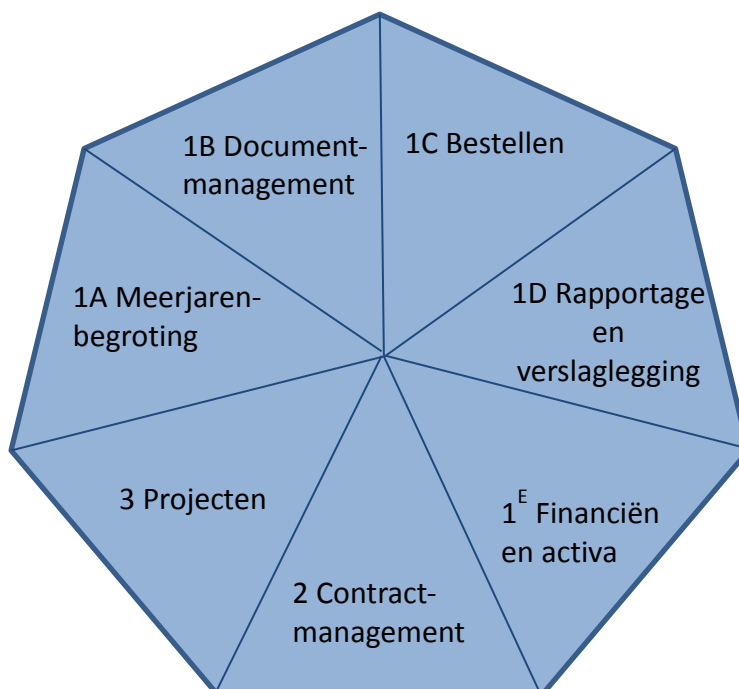 1B Document-
management
1C Bestellen
1A Meerjaren-
begroting
1D Rapportage
en
verslaglegging
3 Projecten
1E Financiën
en activa
2 Contract-
management